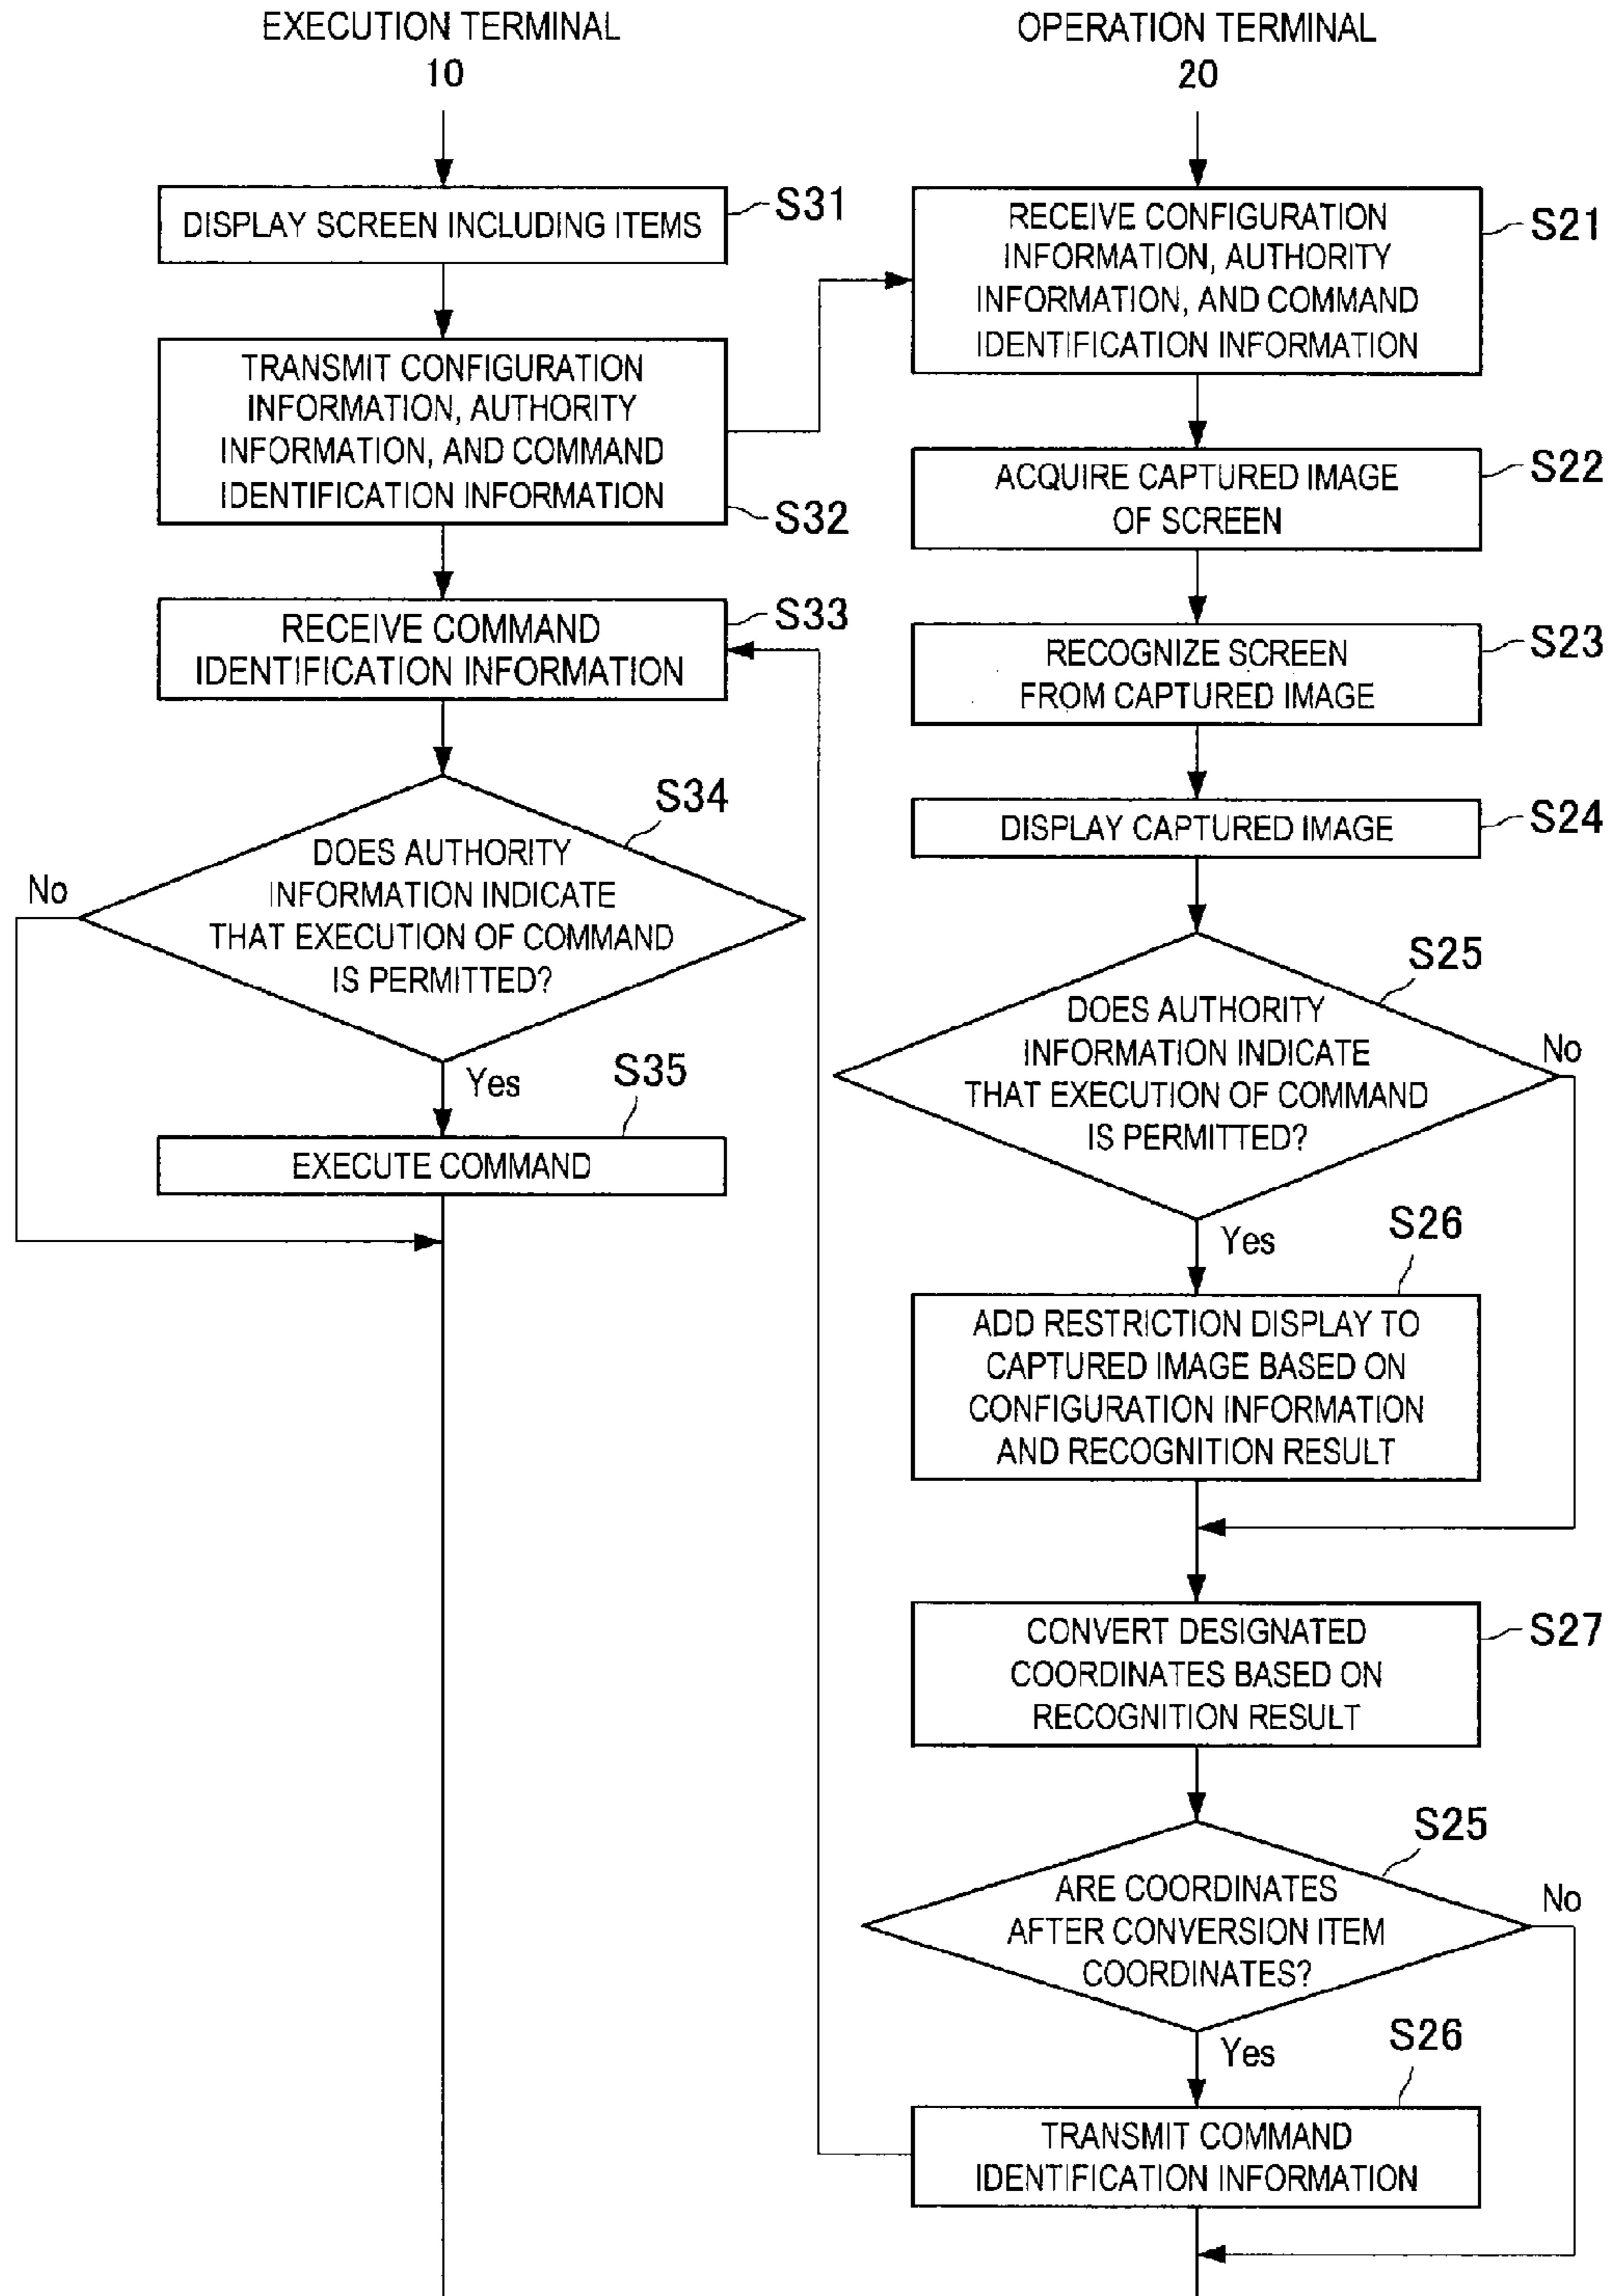 EXECUTION TERMINAL
10
DISPLAY SCREEN INCLUDING ITEMS
S31
TRANSMIT CONFIGURATION
INFORMATION, AUTHORITY
INFORMATION, AND COMMAND
IDENTIFICATION INFORMATION
S32
RECEIVE COMMAND
IDENTIFICATION INFORMATION
S33
S34
DOES AUTHORITY
INFORMATION INDICATE
THAT EXECUTION OF COMMAND
IS PERMITTED?
No
Yes
S35
EXECUTE COMMAND
OPERATION TERMINAL
20
RECEIVE CONFIGURATION
INFORMATION, AUTHORITY
INFORMATION, AND COMMAND
IDENTIFICATION INFORMATION
S21
ACQUIRE CAPTURED IMAGE
OF SCREEN
S22
RECOGNIZE SCREEN
FROM CAPTURED IMAGE
S23
DISPLAY CAPTURED IMAGE
S24
S25
DOES AUTHORITY
INFORMATION INDICATE
THAT EXECUTION OF COMMAND
IS PERMITTED?
No
Yes
S26
ADD RESTRICTION DISPLAY TO
CAPTURED IMAGE BASED ON
CONFIGURATION INFORMATION
AND RECOGNITION RESULT
CONVERT DESIGNATED
COORDINATES BASED ON
RECOGNITION RESULT
S27
S25
ARE COORDINATES
AFTER CONVERSION ITEM
COORDINATES?
No
Yes
S26
TRANSMIT COMMAND
IDENTIFICATION INFORMATION